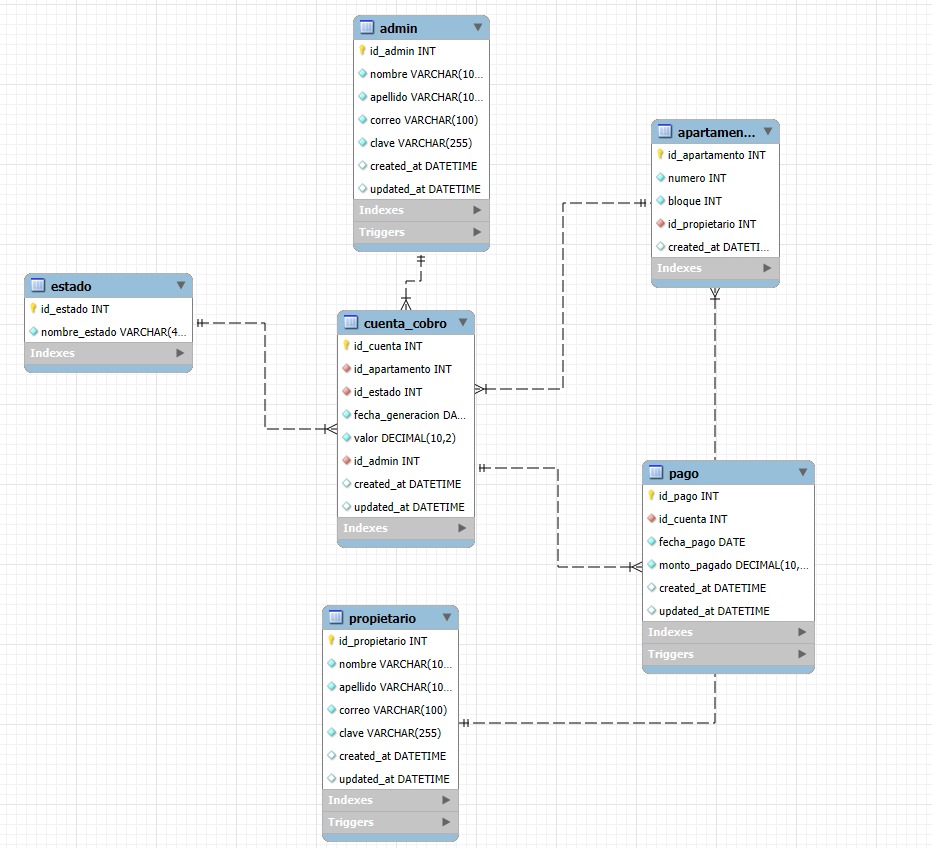 admin
id_admin INT
nombre VARCHAR(10...
apellido VARCHAR(10...
correo VARCHAR(100)
clave VARCHAR(255)
created_at DATETIME
updated_at DATETIME
Indexes
Triggers
apartamen...
id_apartamento INT
numero INT
bloque INT
id_propietario INT
created_at DATETI...
Indexes
estado
id_estado INT
nombre_estado VARCHAR(4...
Indexes
cuenta_cobro
id_cuenta INT
id_apartamento INT
id_estado INT
fecha_generacion DA...
valor DECIMAL(10,2)
id_admin INT
created_at DATETIME
updated_at DATETIME
Indexes
pago
id_pago INT
id_cuenta INT
fecha_pago DATE
monto_pagado DECIMAL(10,...
created_at DATETIME
updated_at DATETIME
Indexes
Triggers
propietario
id_propietario INT
nombre VARCHAR(10...
apellido VARCHAR(10...
correo VARCHAR(100)
clave VARCHAR(255)
created_at DATETIME
updated_at DATETIME
Indexes
Triggers